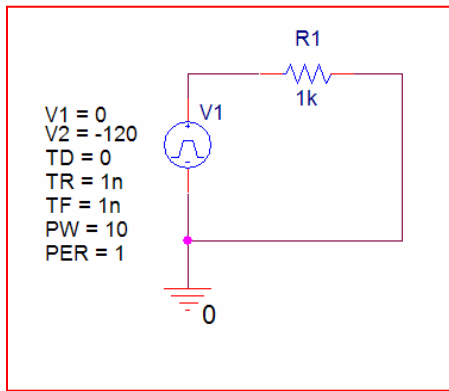 R1
1k
V1
V1 = 0
V2 = -120
TD = 0
TR = 1n
TF = 1n
PW = 10
PER = 1
0